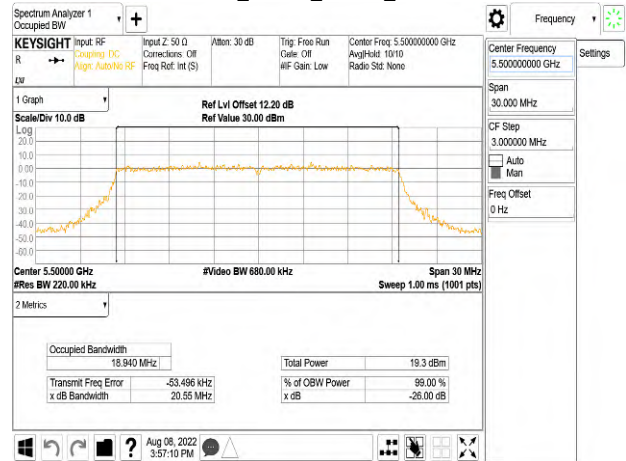 Spectrum Analyzer 1
Occupied BW
+
Frequency
KEYSIGHT
R
Input: RF
Coupling: DC
Align: Auto/No RF
Input Z: 50 Ω
Corrections: Off
Freq Ref: Int (S)
Atten: 30 dB
Trig: Free Run
Gate: Off
#IF Gain: Low
Center Freq: 5.500000000 GHz
Avg|Hold: 10/10
Radio Std: None
Center Frequency
5.500000000 GHz
Settings
Span
30.000 MHz
CF Step
3.000000 MHz
Auto
Man
Freq Offset
0 Hz
1 Graph
Scale/Div 10.0 dB
Ref Lvl Offset 12.20 dB
Ref Value 30.00 dBm
Log
20.0
10.0
0.00
-10.0
-20.0
-30.0
-40.0
-50.0
-60.0
Center 5.50000 GHz
#Res BW 220.00 kHz
#Video BW 680.00 kHz
Span 30 MHz
Sweep 1.00 ms (1001 pts)
2 Metrics
Occupied Bandwidth
18.940 MHz
Transmit Freq Error -53.496 kHz
x dB Bandwidth 20.55 MHz
Total Power 19.3 dBm
% of OBW Power 99.00 %
x dB -26.00 dB
?
Aug 08, 2022
3:57:10 PM